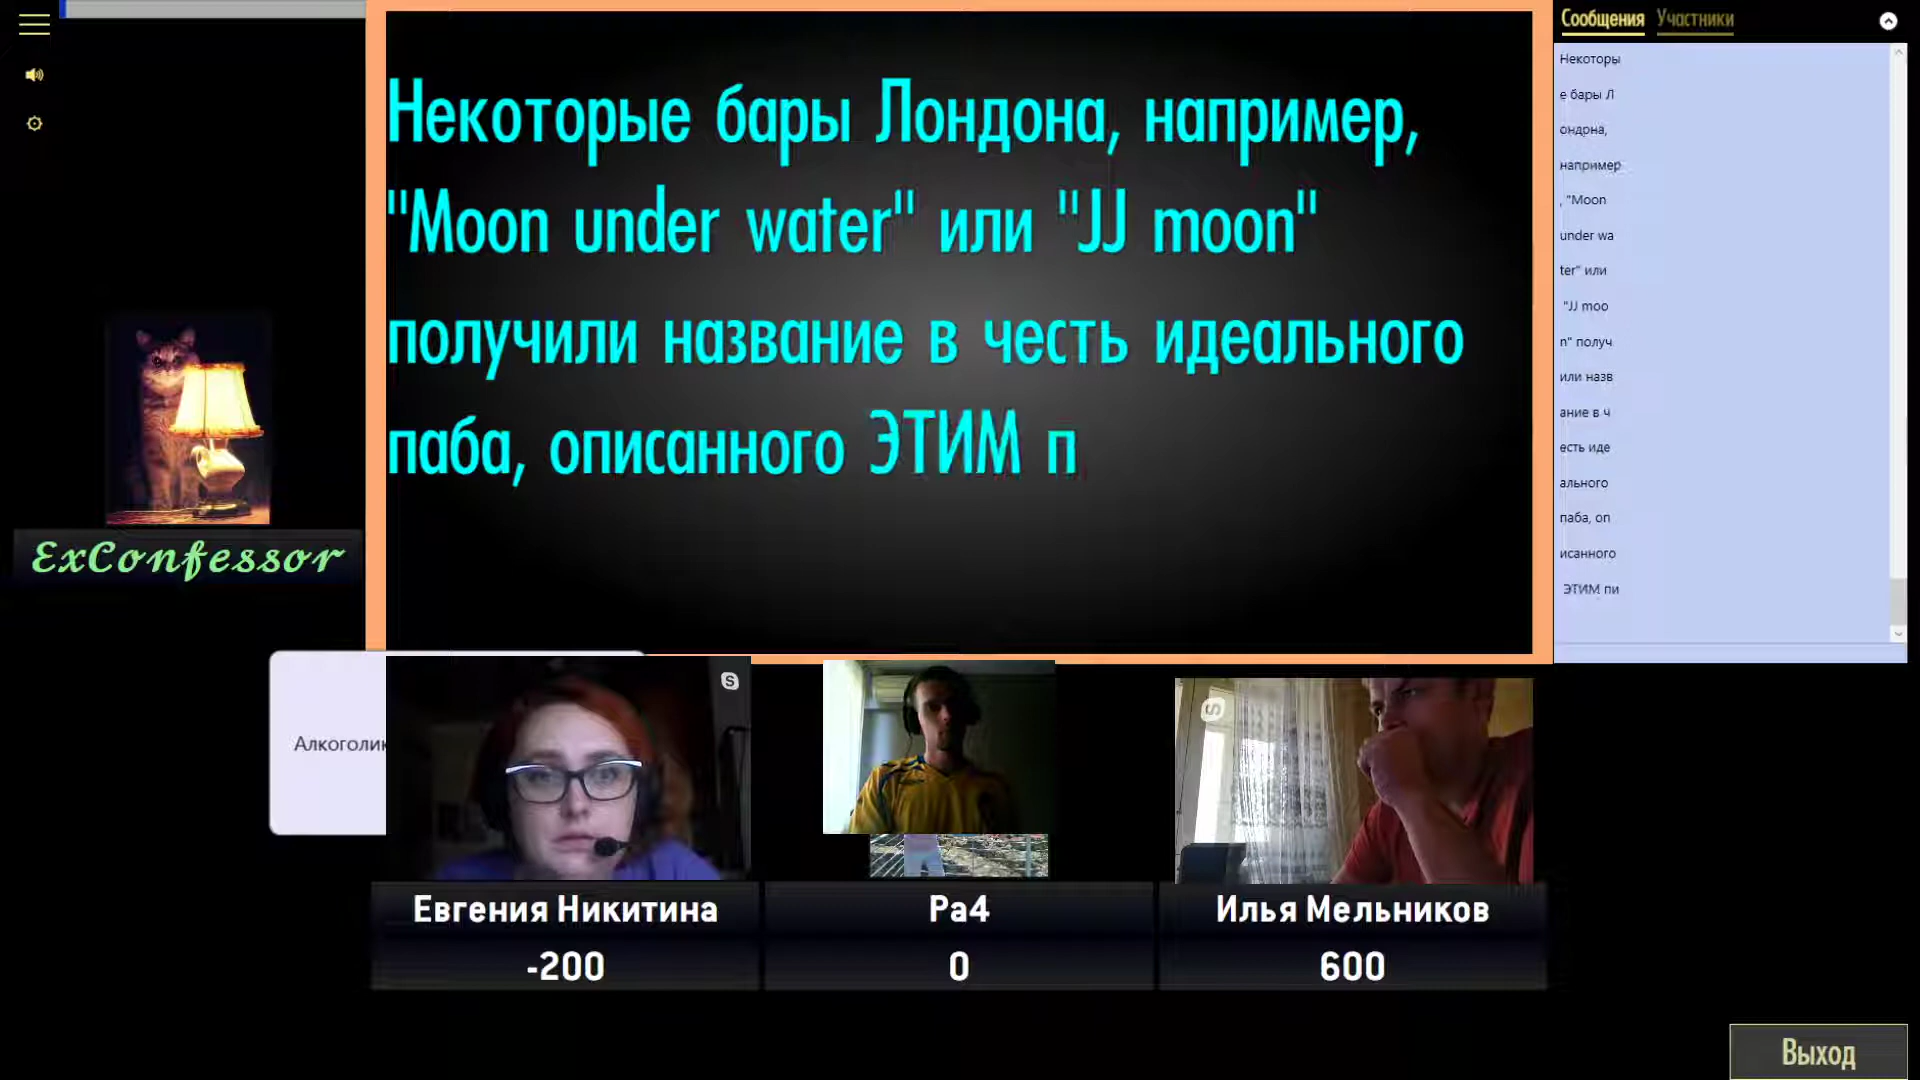 Сообщения Участники
Некоторые бары Лондона, например,
"Moon under water" или "JJ moon"
получили название в честь идеального
паба, описанного ЭТИМ п
Некоторы
е бары Л
ондона,
например
, "Moon
under wa
ter" или
"JJ moo
n" получ
или назв
ание в ч
есть иде
ального
паба, оп
исанного
ЭТИМ пи
ExConfessor
Алкоголик
Евгения Никитина
-200
Ра4
0
Илья Мельников
600
Выход